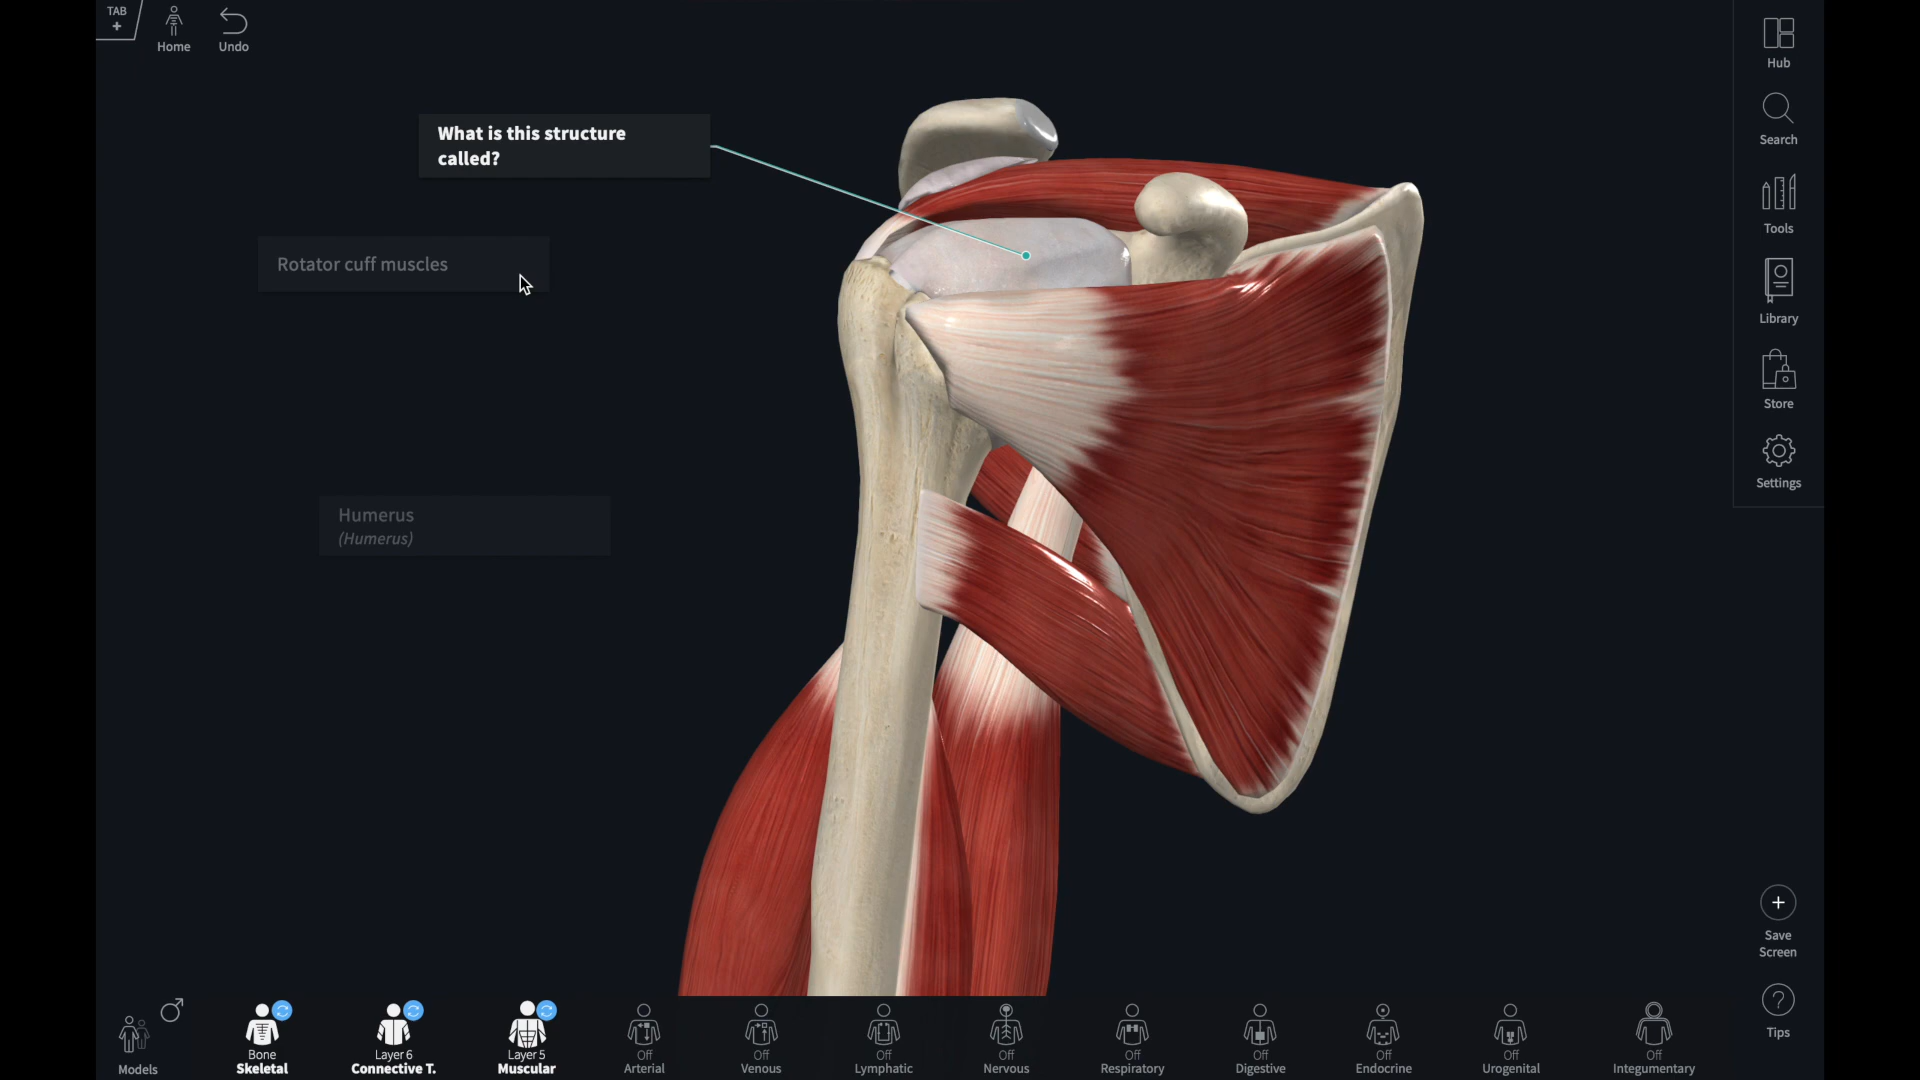 TAB
+
Home
Undo
Hub
Search
Tools
Library
Store
Settings
What is this structure
called?
Rotator cuff muscles
Humerus
(Humerus)
+
Save
Screen
?
Tips
Models
Bone
Skeletal
Layer 6
Connective T.
Layer 5
Muscular
Off
Arterial
Off
Venous
Off
Lymphatic
Off
Nervous
Off
Respiratory
Off
Digestive
Off
Endocrine
Off
Urogenital
Off
Integumentary